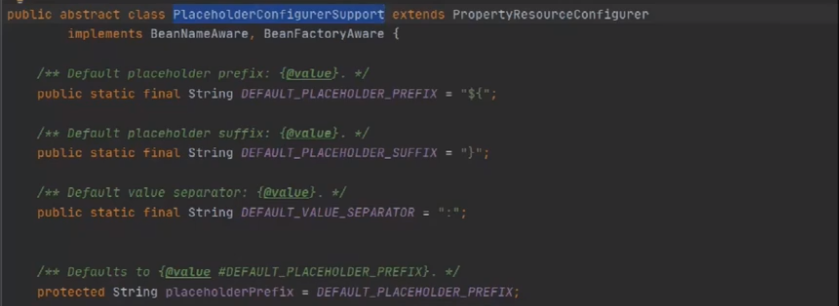 public abstract class PlaceholderConfigurerSupport extends PropertyResourceConfigurer
implements BeanNameAware, BeanFactoryAware {
/** Default placeholder prefix: {@value}. */
public static final String DEFAULT_PLACEHOLDER_PREFIX = "${";
/** Default placeholder suffix: {@value}. */
public static final String DEFAULT_PLACEHOLDER_SUFFIX = "}";
/** Default value separator: {@value}. */
public static final String DEFAULT_VALUE_SEPARATOR = ":";
/** Defaults to {@value #DEFAULT_PLACEHOLDER_PREFIX}. */
protected String placeholderPrefix = DEFAULT_PLACEHOLDER_PREFIX;